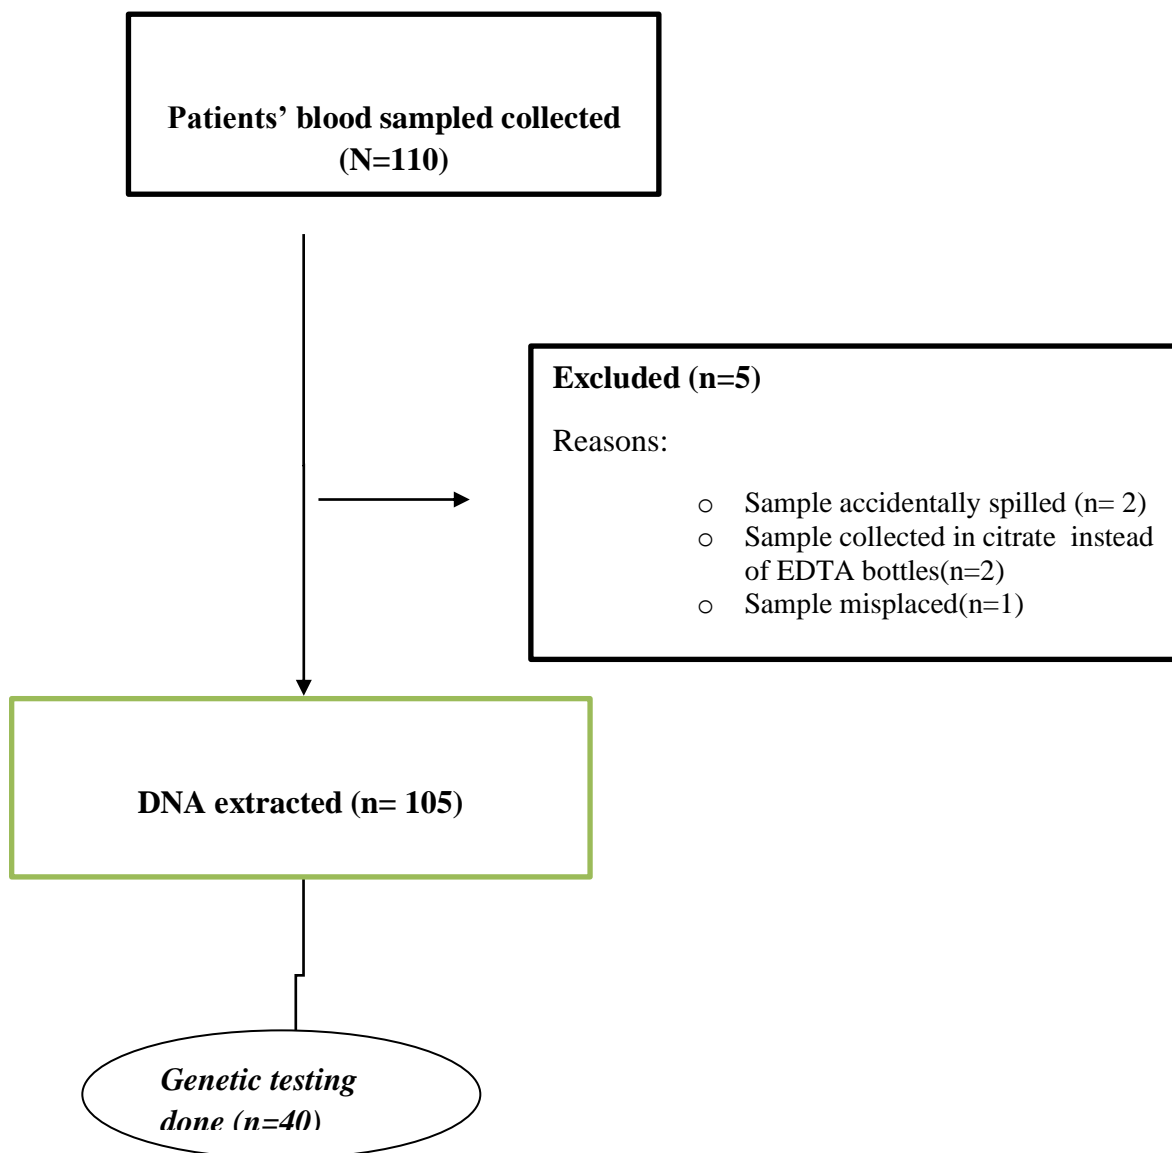 Patients’ blood sampled collected
(N=110)
Excluded (n=5)
Reasons:
o Sample accidentally spilled (n= 2)
o Sample collected in citrate instead
of EDTA bottles(n=2)
o Sample misplaced(n=1)
DNA extracted (n= 105)
Genetic testing
done (n=40)